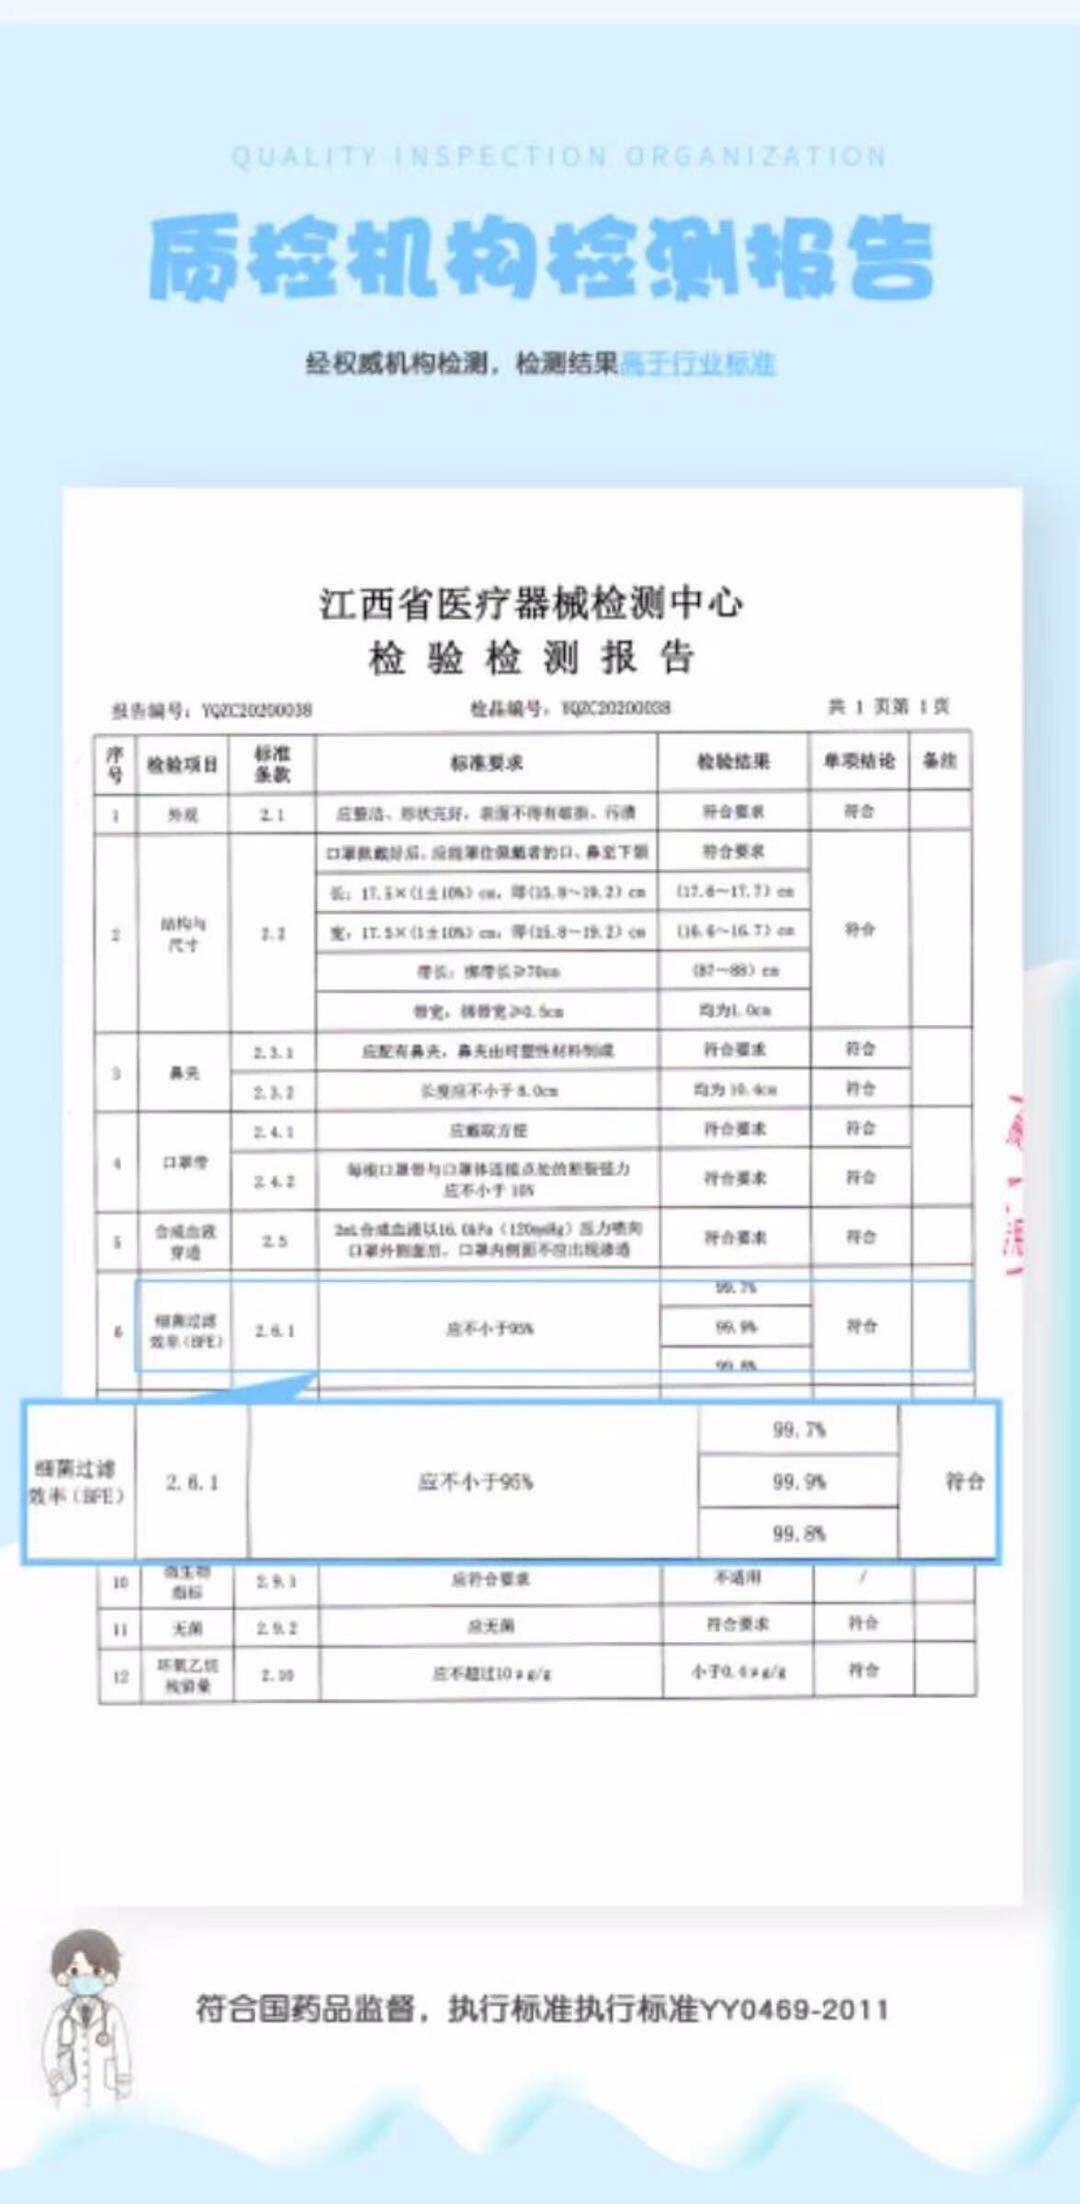 QUALITY INSPECTION ORGANIZATION
质检机构检测报告
经权威机构检测，检测结果高于行业标准
江西省医疗器械检测中心
检验检测报告
报告编号：YQZC20200038 检品编号：YQZC20200038 共 1 页第 1 页
序号 检验项目 标准条款 标准要求 检验结果 单项结论 备注
1 外观 2.1 应整洁、形状完好，表面不得有破损、污渍 符合要求 符合
2 结构与尺寸 2.2 口罩佩戴好后，应能罩住佩戴者的口、鼻至下颌 符合要求 符合
长：17.5×(1±10%) cm，即(15.8～19.2) cm (17.6～17.7) cm
宽：17.5×(1±10%) cm，即(15.8～19.2) cm (16.6～16.7) cm
带长：绑带长≥70cm (87～88) cm
带宽：绑带宽≥0.5cm 均为1.0cm
3 鼻夹 2.3.1 应配有鼻夹，鼻夹由可塑性材料制成 符合要求 符合
2.3.2 长度应不小于8.0cm 均为10.4cm 符合
4 口罩带 2.4.1 应戴取方便 符合要求 符合
2.4.2 每根口罩带与口罩体连接点处的断裂强力应不小于10N 符合要求 符合
5 合成血液穿透 2.5 2mL合成血液以16.0kPa（120mmHg）压力喷向口罩外侧面后，口罩内侧面不应出现渗透 符合要求 符合
6 细菌过滤效率(BFE) 2.6.1 应不小于95% 99.7% 符合
99.9%
99.8%
细菌过滤效率(BFE) 2.6.1 应不小于95% 99.7% 符合
99.9%
99.8%
10 微生物指标 2.9.1 应符合要求 不适用 /
11 无菌 2.9.2 应无菌 符合要求 符合
12 环氧乙烷残留量 2.10 应不超过10μg/g 小于0.4μg/g 符合
符合国药品监督，执行标准执行标准YY0469-2011